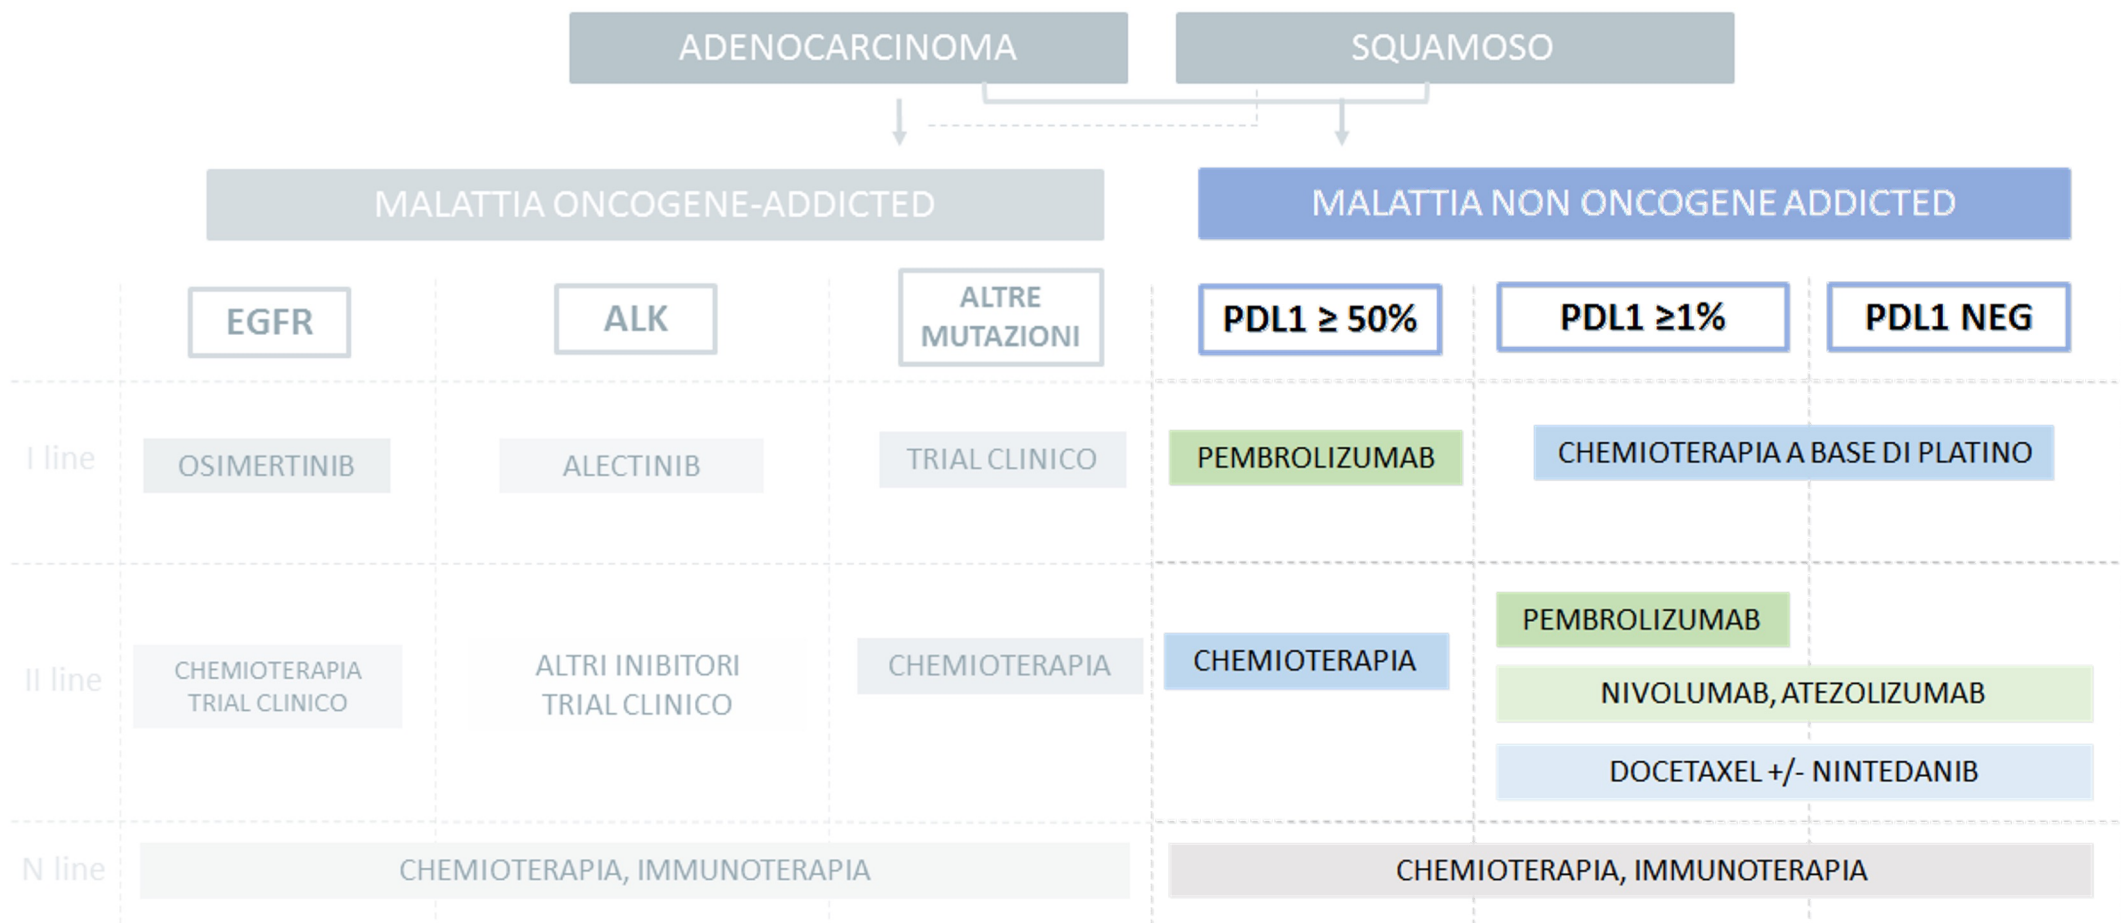 ADENOCARCINOMA
SQUAMOSO
MALATTIA ONCOGENE-ADDICTED
MALATTIA NON ONCOGENE ADDICTED
EGFR
ALK
ALTRE
MUTAZIONI
PDL1 ≥ 50%
PDL1 ≥1%
PDL1 NEG
I line
OSIMERTINIB
ALECTINIB
TRIAL CLINICO
PEMBROLIZUMAB
CHEMIOTERAPIA A BASE DI PLATINO
II line
CHEMIOTERAPIA
TRIAL CLINICO
ALTRI INIBITORI
TRIAL CLINICO
CHEMIOTERAPIA
CHEMIOTERAPIA
PEMBROLIZUMAB
NIVOLUMAB, ATEZOLIZUMAB
DOCETAXEL +/- NINTEDANIB
N line
CHEMIOTERAPIA, IMMUNOTERAPIA
CHEMIOTERAPIA, IMMUNOTERAPIA